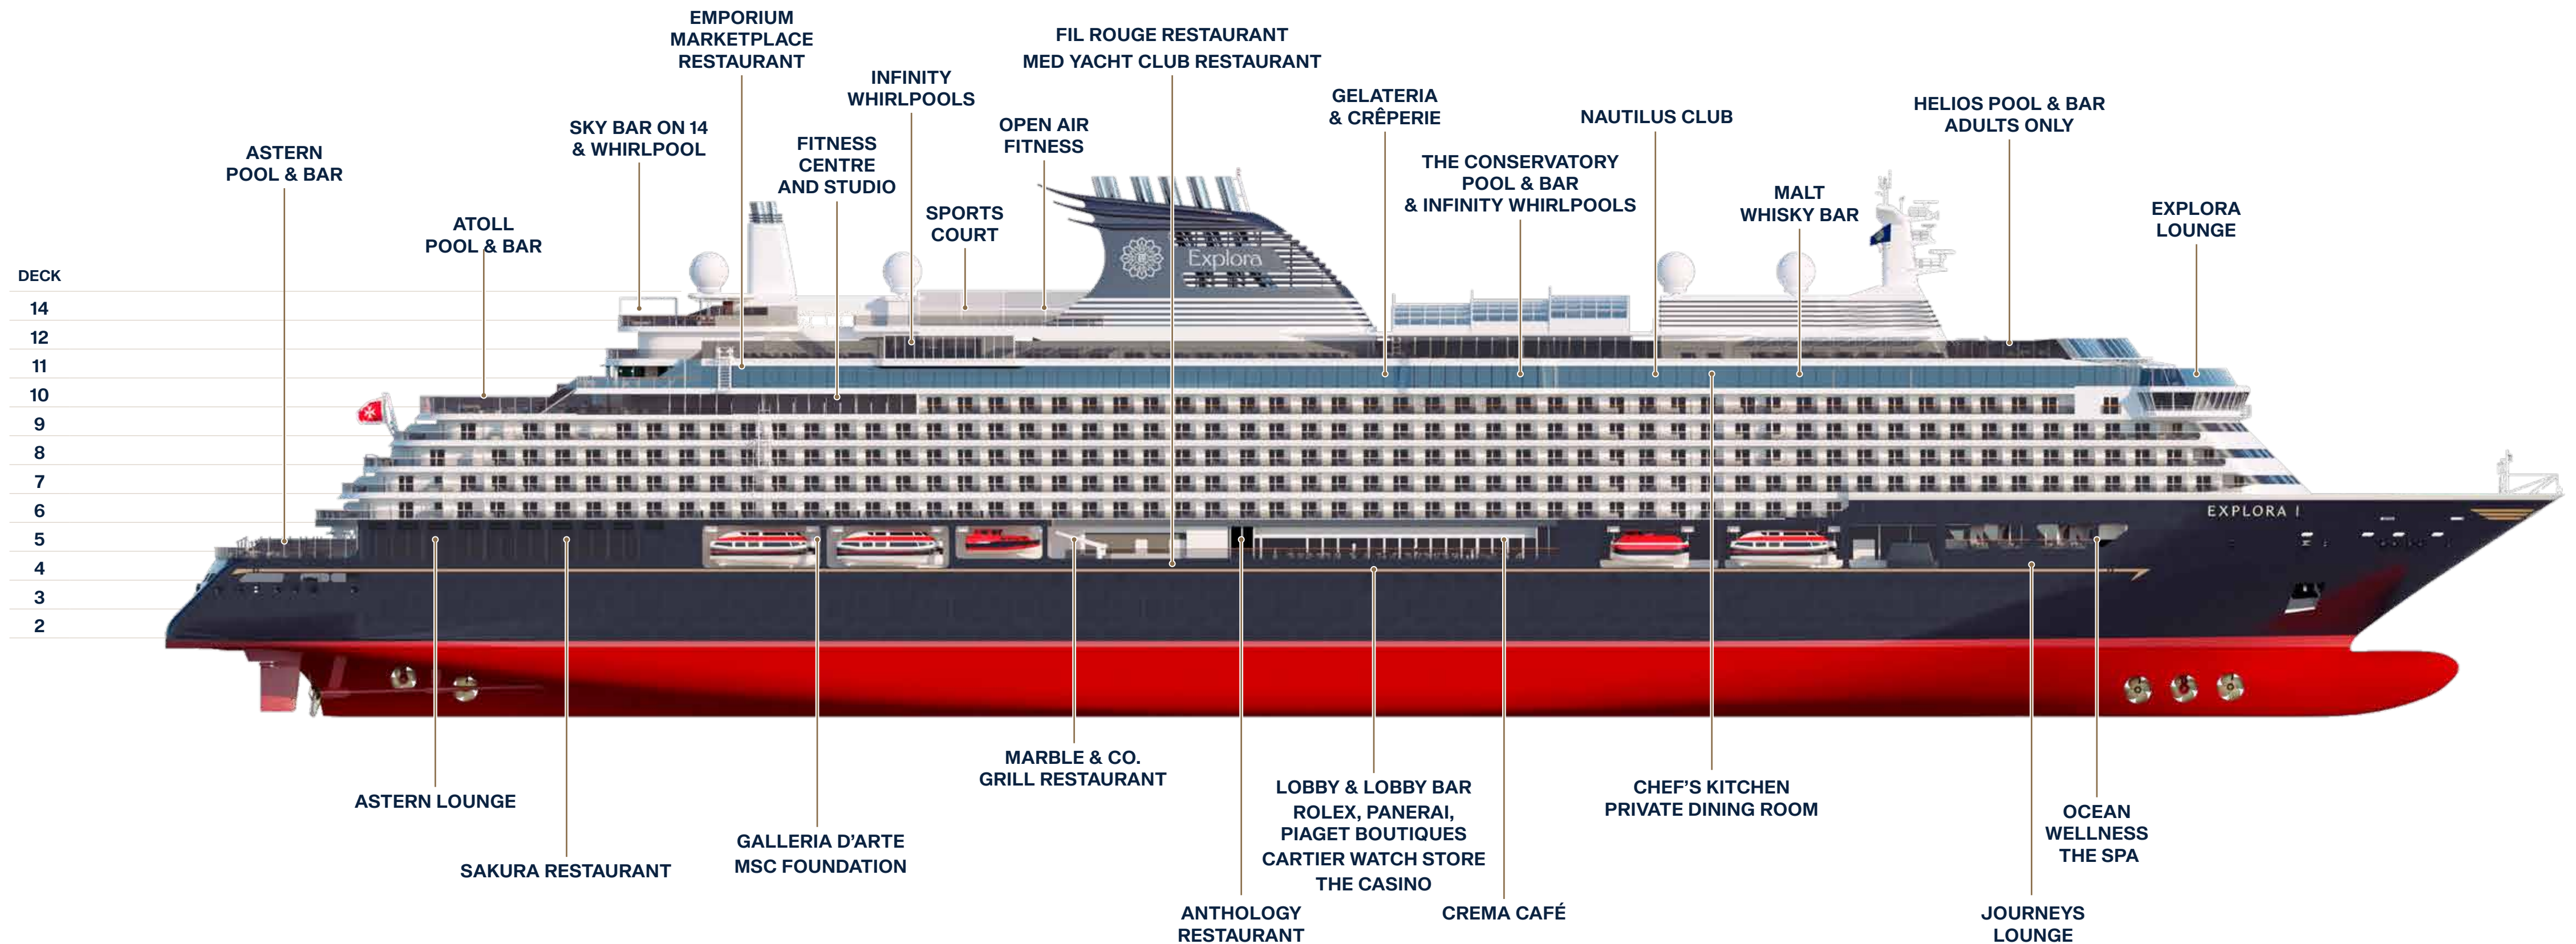 EMPORIUM
MARKETPLACE
RESTAURANT
FIL ROUGE RESTAURANT
MED YACHT CLUB RESTAURANT
INFINITY
WHIRLPOOLS
GELATERIA
& CRÊPERIE
NAUTILUS CLUB
HELIOS POOL & BAR
ADULTS ONLY
SKY BAR ON 14
& WHIRLPOOL
OPEN AIR
FITNESS
ASTERN
POOL & BAR
FITNESS
CENTRE
AND STUDIO
THE CONSERVATORY
POOL & BAR
& INFINITY WHIRLPOOLS
MALT
WHISKY BAR
SPORTS
COURT
EXPLORA
LOUNGE
ATOLL
POOL & BAR
Explora
DECK
14
12
11
10
9
8
7
6
5
4
3
2
EXPLORA I
MARBLE & CO.
GRILL RESTAURANT
ASTERN LOUNGE
LOBBY & LOBBY BAR
ROLEX, PANERAI,
PIAGET BOUTIQUES
CARTIER WATCH STORE
THE CASINO
CHEF'S KITCHEN
PRIVATE DINING ROOM
OCEAN
WELLNESS
THE SPA
GALLERIA D'ARTE
MSC FOUNDATION
SAKURA RESTAURANT
ANTHOLOGY
RESTAURANT
CREMA CAFÉ
JOURNEYS
LOUNGE